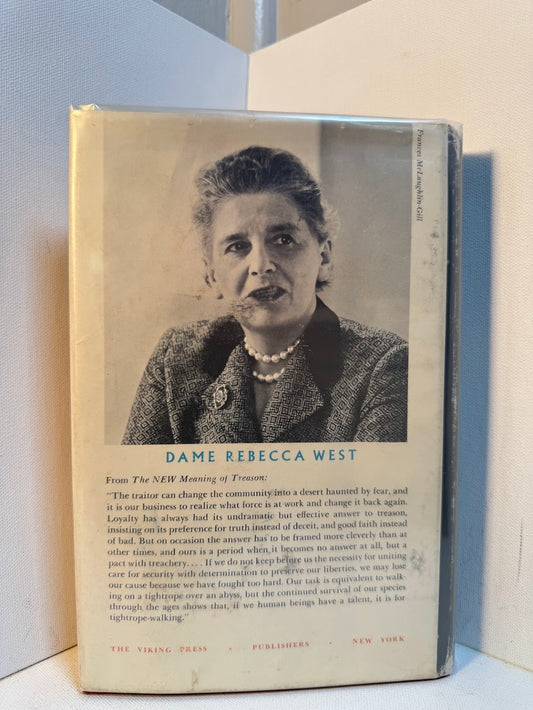 Frances McLaughlin-Gill
DAME REBECCA WEST
From The NEW Meaning of Treason:
"The traitor can change the community into a desert haunted by fear, and
it is our business to realize what force is at work and change it back again.
Loyalty has always had its undramatic but effective answer to treason,
insisting on its preference for truth instead of deceit, and good faith instead
of bad. But on occasion the answer has to be framed more cleverly than at
other times, and ours is a period when it becomes no answer at all, but a
pact with treachery. . . . If we do not keep before us the necessity for uniting
care for security with determination to preserve our liberties, we may lose
our cause because we have fought too hard. Our task is equivalent to walk-
ing on a tightrope over an abyss, but the continued survival of our species
through the ages shows that, if we human beings have a talent, it is for
tightrope-walking."
THE VIKING PRESS · PUBLISHERS · NEW YORK